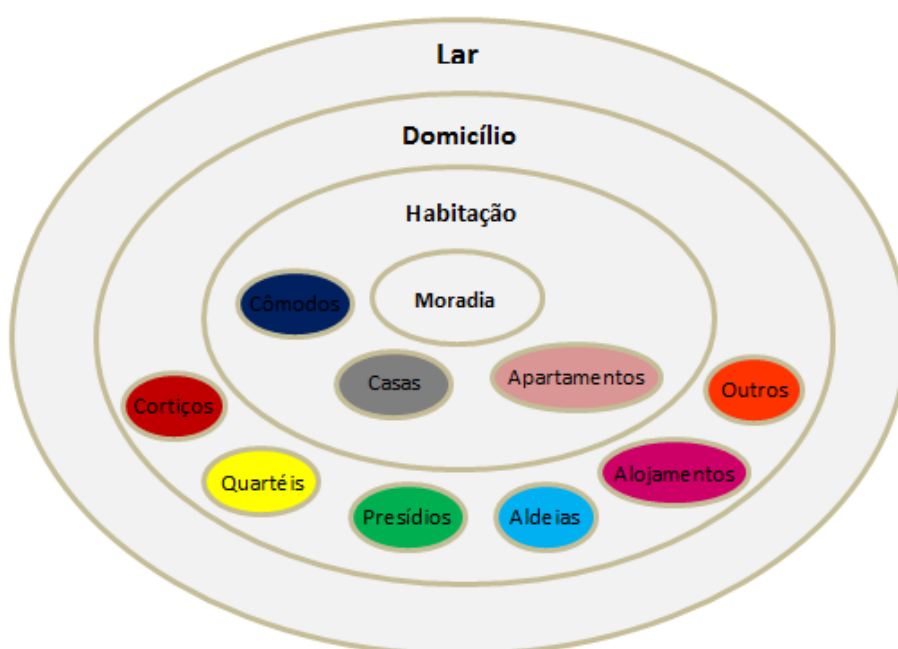 Lar
Domicílio
Habitação
Moradia
Cômodos
Casas
Apartamentos
Outros
Cortiços
Quartéis
Presídios
Aldeias
Alojamentos